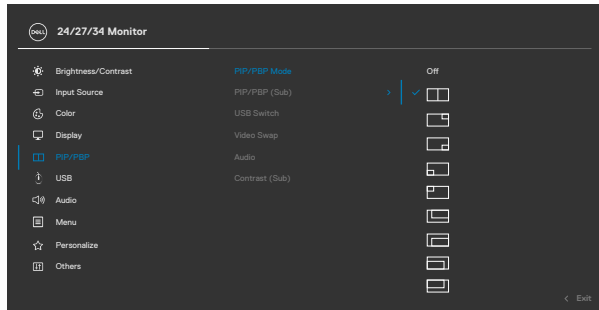 DELL
24/27/34 Monitor
Brightness/Contrast
Input Source
Color
Display
PIP/PBP
USB
Audio
Menu
Personalize
Others
PIP/PBP Mode
PIP/PBP (Sub)
USB Switch
Video Swap
Audio
Contrast (Sub)
Off
Exit